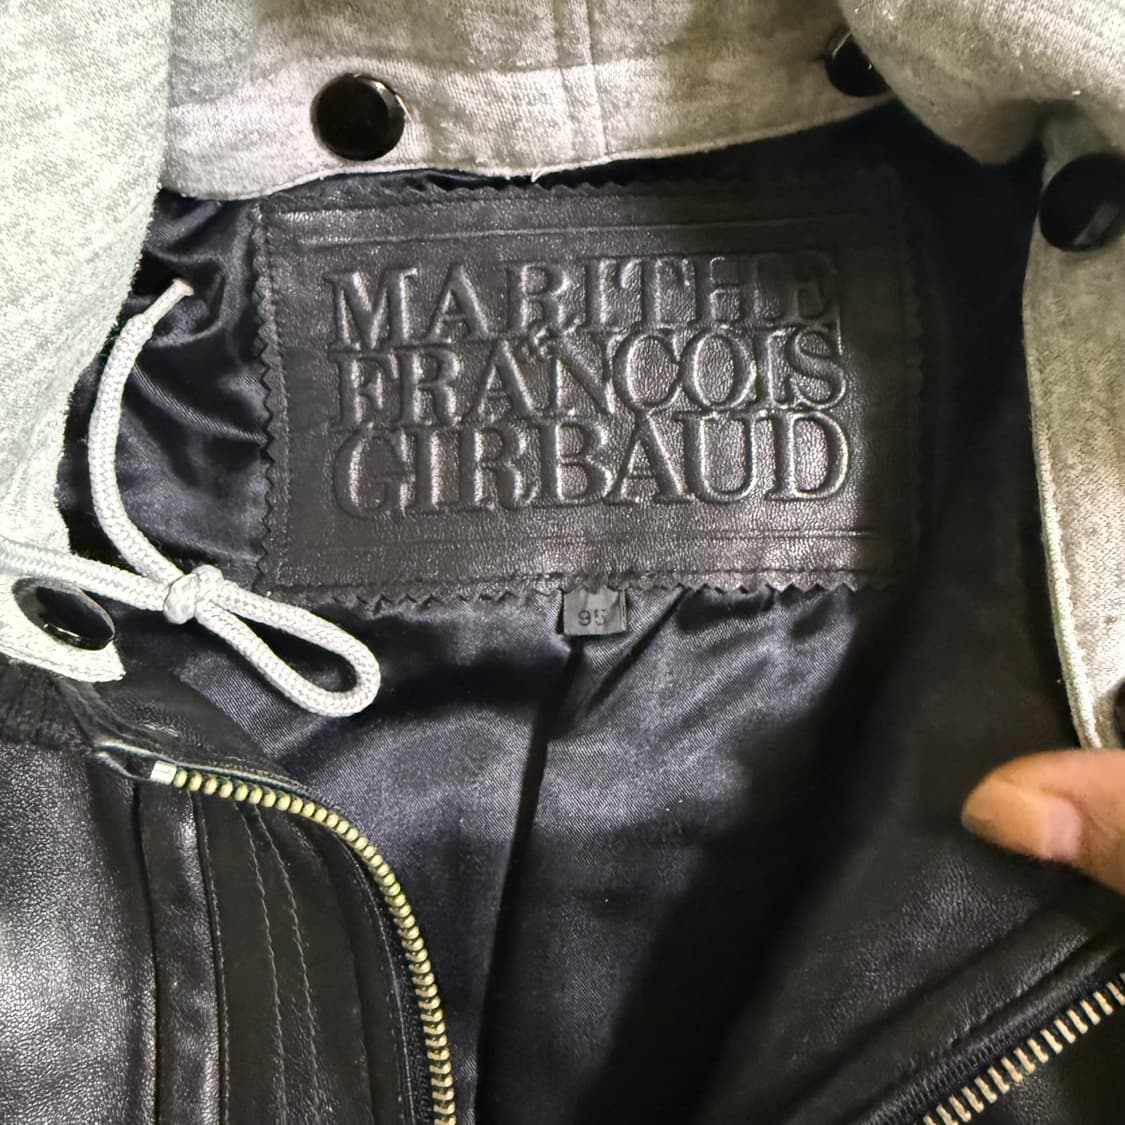 MARITHE
FRANCOIS
GIRBAUD
95